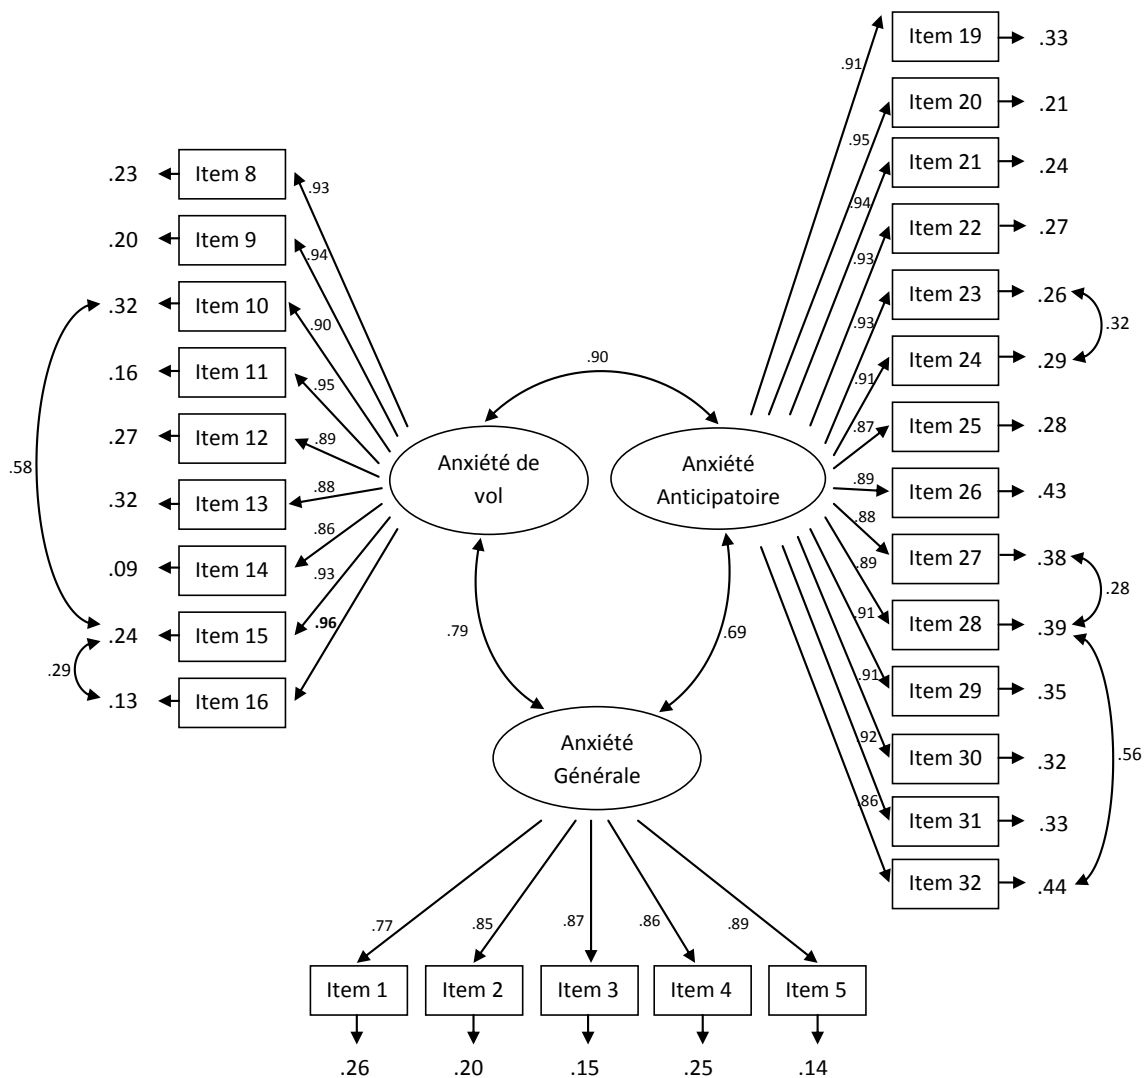 Item 19
.33
.91
Item 20
.21
.95
Item 21
.24
.94
Item 22
.27
.93
Item 23
.26
.93
.32
Item 24
.29
.91
Item 25
.28
.87
Item 26
.43
.89
Item 27
.38
.88
.28
Item 28
.39
.89
Item 29
.35
.91
Item 30
.32
.91
.56
Item 31
.33
.92
Item 32
.44
.86
.23
Item 8
.93
.20
Item 9
.94
.32
Item 10
.90
.16
Item 11
.95
.27
Item 12
.89
.58
.32
Item 13
.88
.09
Item 14
.86
.24
Item 15
.93
.29
.13
Item 16
.96
.90
Anxiété de
vol
Anxiété
Anticipatoire
.79
.69
Anxiété
Générale
.77
.85
.87
.86
.89
Item 1
Item 2
Item 3
Item 4
Item 5
.26
.20
.15
.25
.14